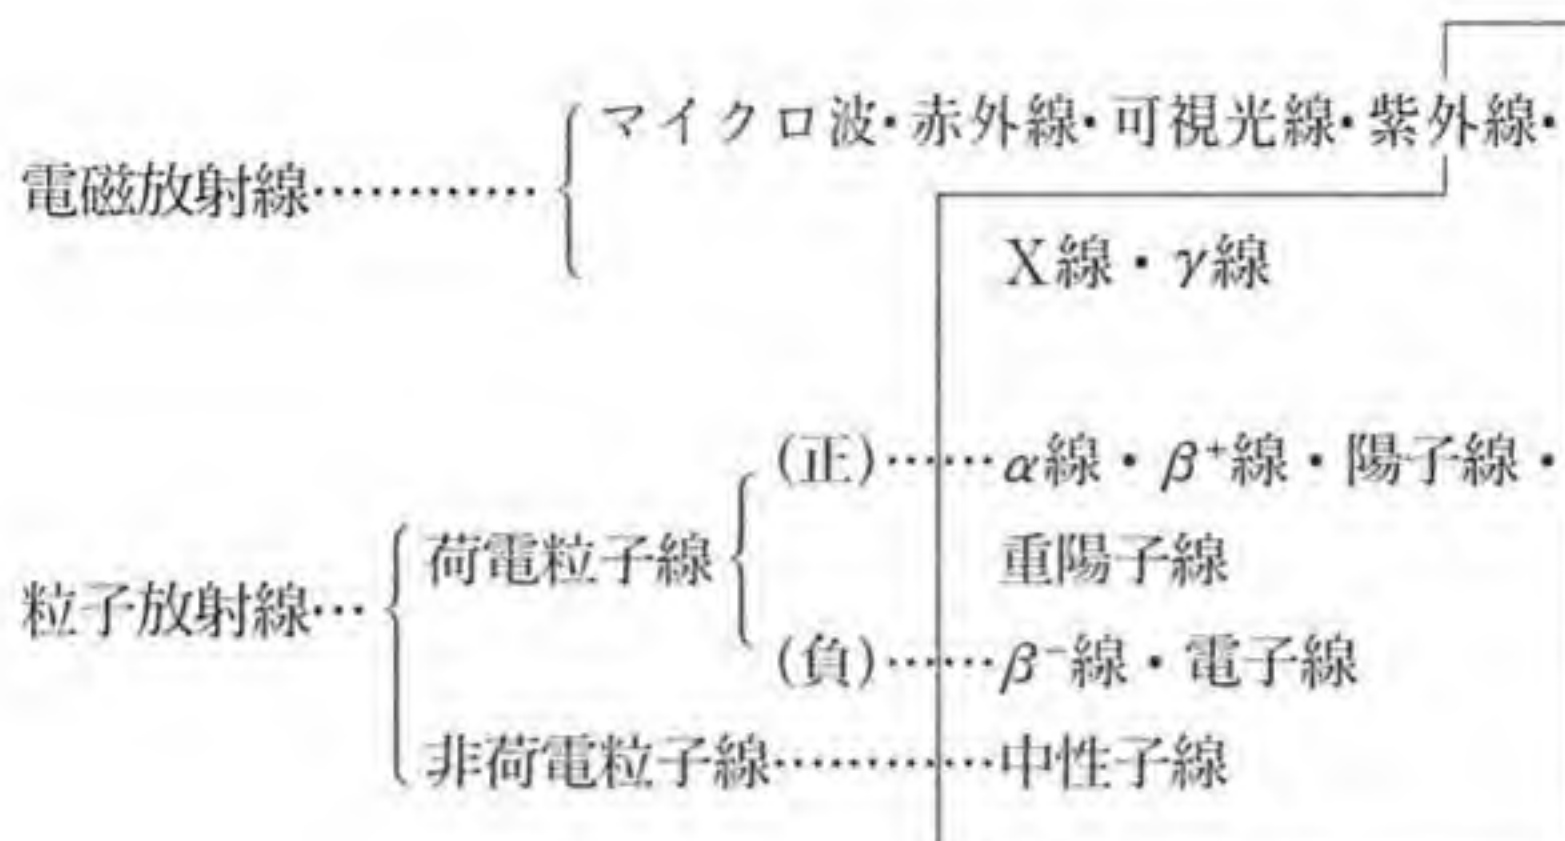 マイクロ波・赤外線・可視光線・紫外線・
電磁放射線…………
X線・γ線
(正)……α線・β⁺線・陽子線・
荷電粒子線
重陽子線
粒子放射線…
(負)……β⁻線・電子線
非荷電粒子線…………中性子線